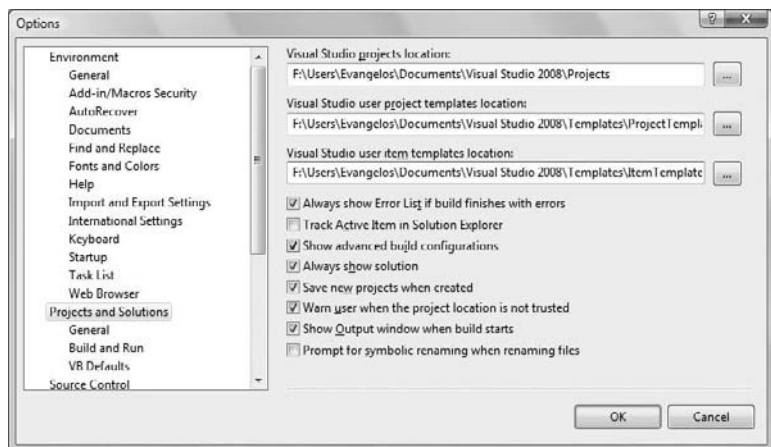 Options
Environment
General
Add-in/Macros Security
AutoRecover
Documents
Find and Replace
Fonts and Colors
Help
Import and Export Settings
International Settings
Keyboard
Startup
Task List
Web Browser
Projects and Solutions
General
Build and Run
VB Defaults
Source Control
Visual Studio projects location:
F:\Users\Evangelos\Documents\Visual Studio 2008\Projects
...
Visual Studio user project templates location:
F:\Users\Evangelos\Documents\Visual Studio 2008\Templates\ProjectTempl
...
Visual Studio user item templates location:
F:\Users\Evangelos\Documents\Visual Studio 2008\Templates\ItemTemplate
...
Always show Error List if build finishes with errors
Track Active Item in Solution Explorer
Show advanced build configurations
Always show solution
Save new projects when created
Warn user when the project location is not trusted
Show Output window when build starts
Prompt for symbolic renaming when renaming files
OK
Cancel